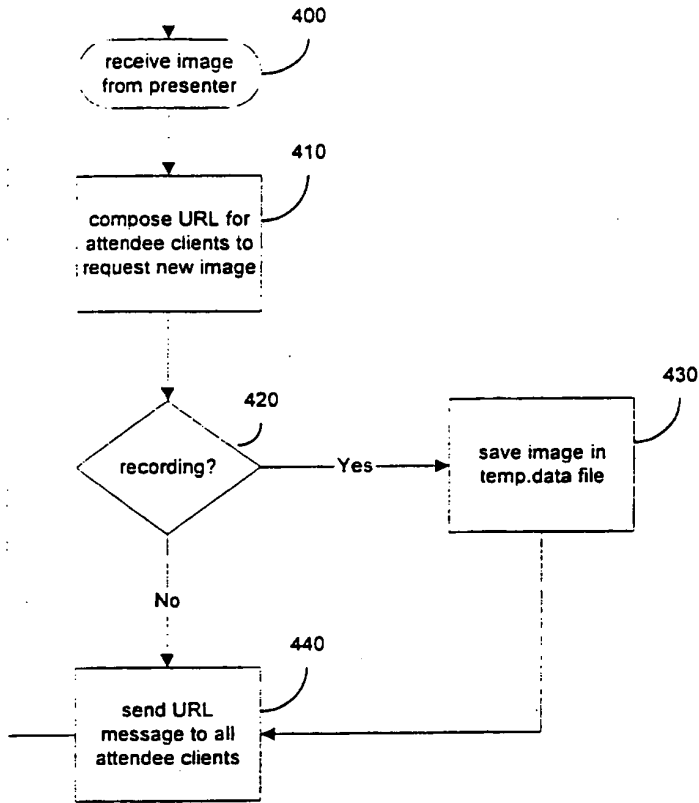 400
receive image
from presenter
410
compose URL for
attendee clients to
request new image
420
recording?
Yes
430
save image in
temp.data file
No
440
send URL
message to all
attendee clients